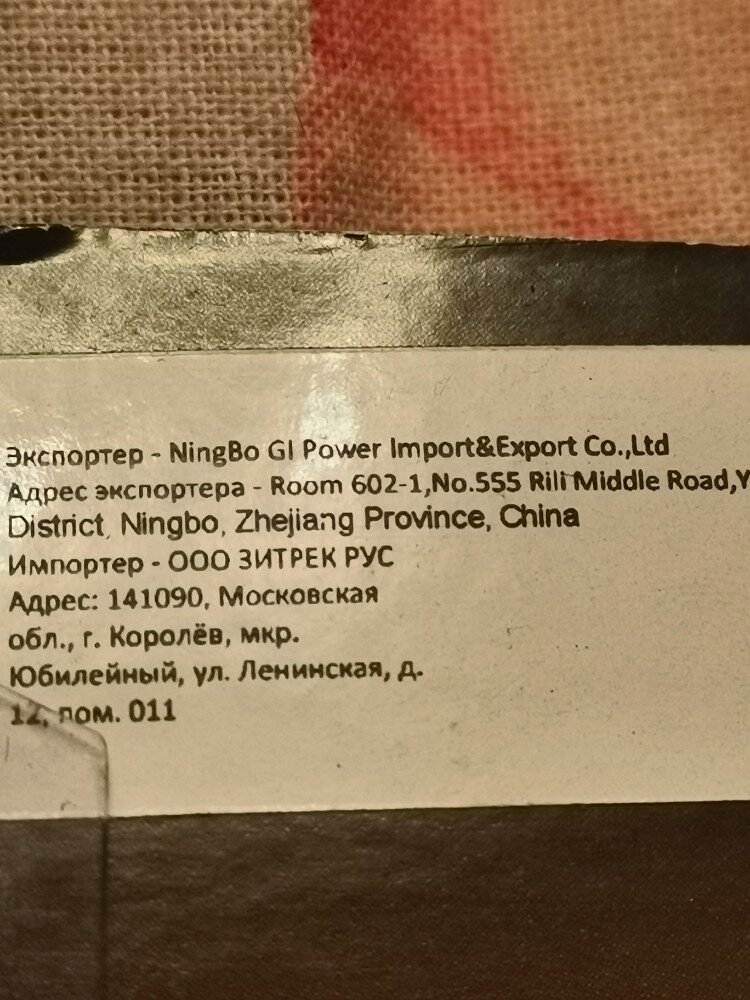 Экспортер - NingBo GI Power Import&Export Co.,Ltd
Адрес экспортера - Room 602-1,No.555 Rili Middle Road,Y
District, Ningbo, Zhejiang Province, China
Импортер - ООО ЗИТРЕК РУС
Адрес: 141090, Московская
обл., г. Королёв, мкр.
Юбилейный, ул. Ленинская, д.
12, пом. 011